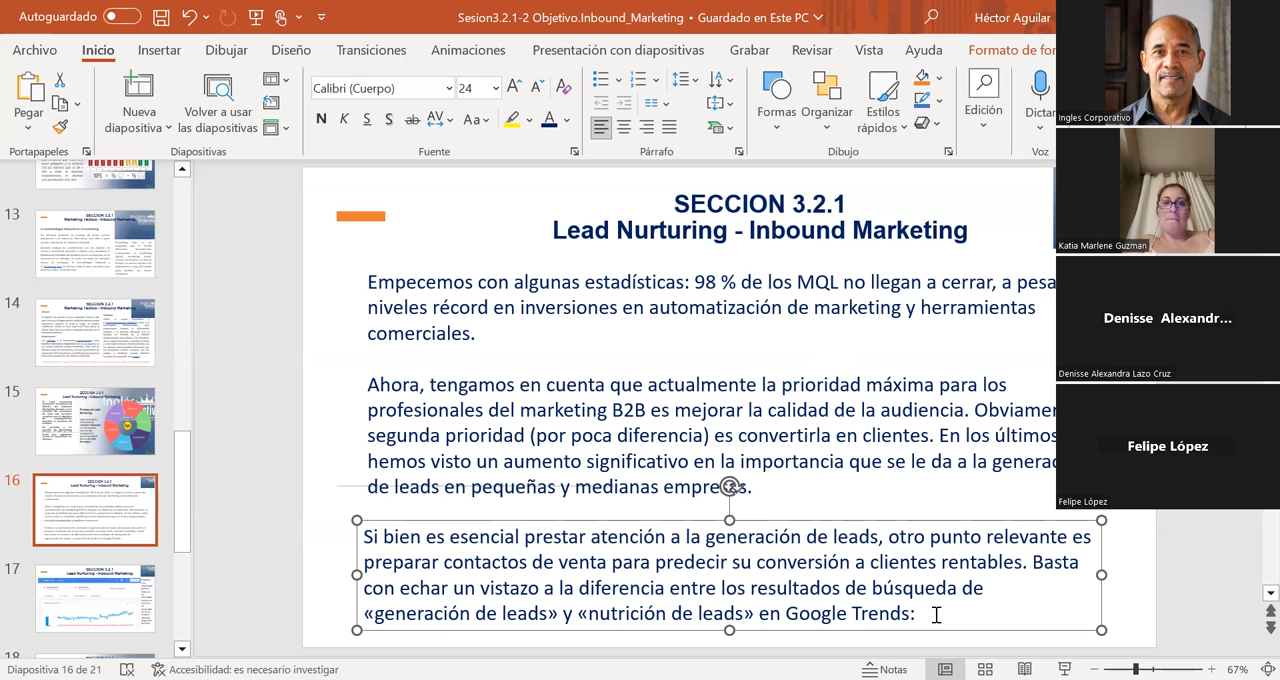 Autoguardado
Sesion3.2.1-2 Objetivo.Inbound_Marketing • Guardado en Este PC
Héctor Aguilar
Archivo Inicio Insertar Dibujar Diseño Transiciones Animaciones Presentación con diapositivas Grabar Revisar Vista Ayuda Formato de for
Pegar
Nueva diapositiva
Volver a usar las diapositivas
Calibri (Cuerpo) 24
N K S S ab AV Aa A
Formas Organizar Estilos rápidos Edición Dictar
Portapapeles Diapositivas Fuente Párrafo Dibujo Voz
13
14
15
16
17
18
SECCION 3.2.1
Lead Nurturing - Inbound Marketing
Empecemos con algunas estadísticas: 98 % de los MQL no llegan a cerrar, a pesa
niveles récord en inversiones en automatización del marketing y herramientas
comerciales.
Ahora, tengamos en cuenta que actualmente la prioridad máxima para los
profesionales del marketing B2B es mejorar la calidad de la audiencia. Obviamen
segunda prioridad (por poca diferencia) es convertirla en clientes. En los últimos
hemos visto un aumento significativo en la importancia que se le da a la generac
de leads en pequeñas y medianas empresas
Si bien es esencial prestar atención a la generación de leads, otro punto relevante es
preparar contactos de venta para predecir su conversión a clientes rentables. Basta
con echar un vistazo a la diferencia entre los resultados de búsqueda de
«generación de leads» y «nutrición de leads» en Google Trends:
Ingles Corporativo
Katia Marlene Guzman
Denisse Alexandr...
Denisse Alexandra Lazo Cruz
Felipe López
Felipe López
Diapositiva 16 de 21
Accesibilidad: es necesario investigar
Notas
67%